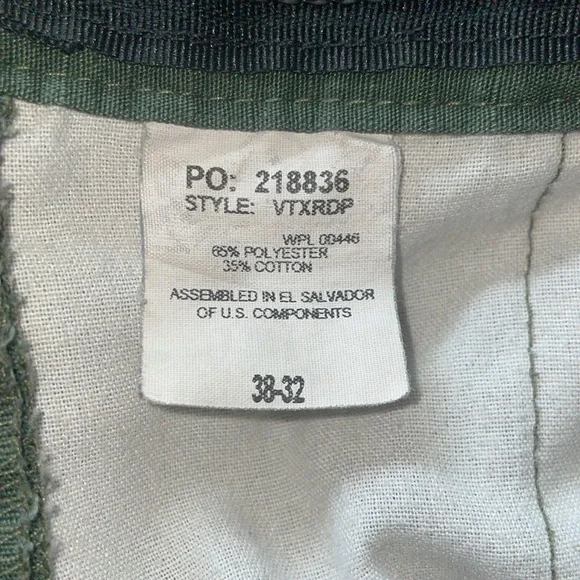 PO: 218836
STYLE: VTXRDP
WPL 00446
65% POLYESTER
35% COTTON
ASSEMBLED IN EL SALVADOR
OF U.S. COMPONENTS
38-32